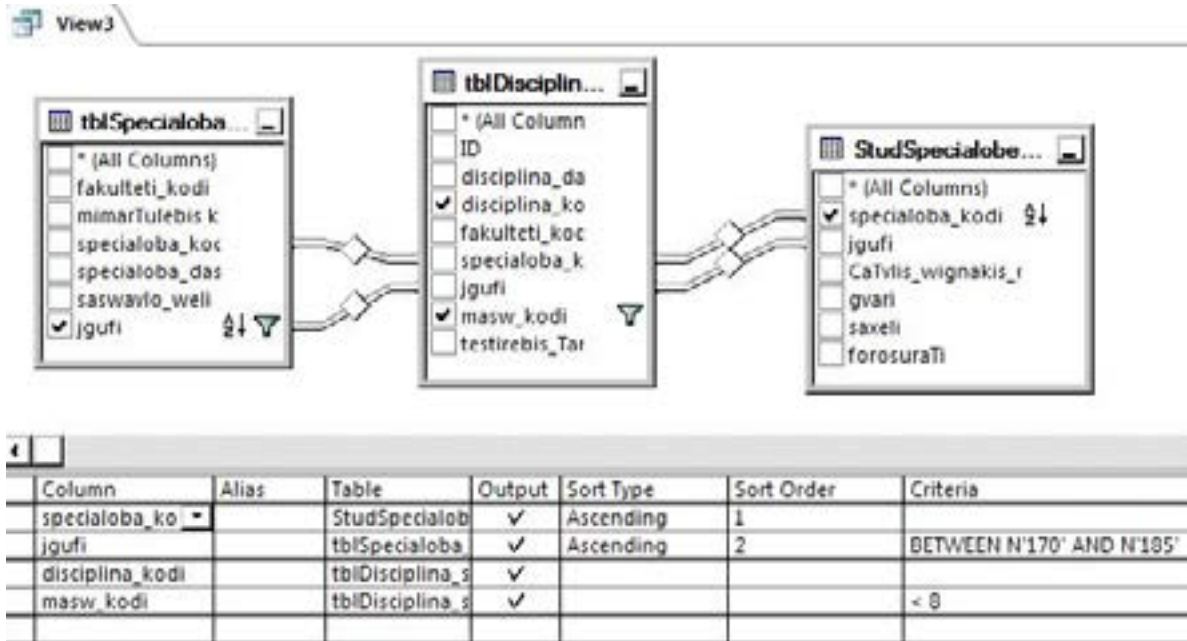 View3
tblSpecialoba...
* (All Columns)
fakulteti_kodi
mimarTulebis k
specialoba_koc
specialoba_das
saswavlo_weli
jgufi
tblDisciplin...
* (All Column
ID
disciplina_da
disciplina_ko
fakulteti_koc
specialoba_k
jgufi
masw_kodi
testirebis_Tar
StudSpecialobe...
* (All Columns)
specialoba_kodi
jgufi
CaTvlis_wignakis_r
gvari
saxeli
forosuraTi
Column Alias Table Output Sort Type Sort Order Criteria
specialoba_ko StudSpecialob Ascending 1
jgufi tblSpecialoba_ Ascending 2 BETWEEN N'170' AND N'185'
disciplina_kodi tblDisciplina_s
masw_kodi tblDisciplina_s < 8